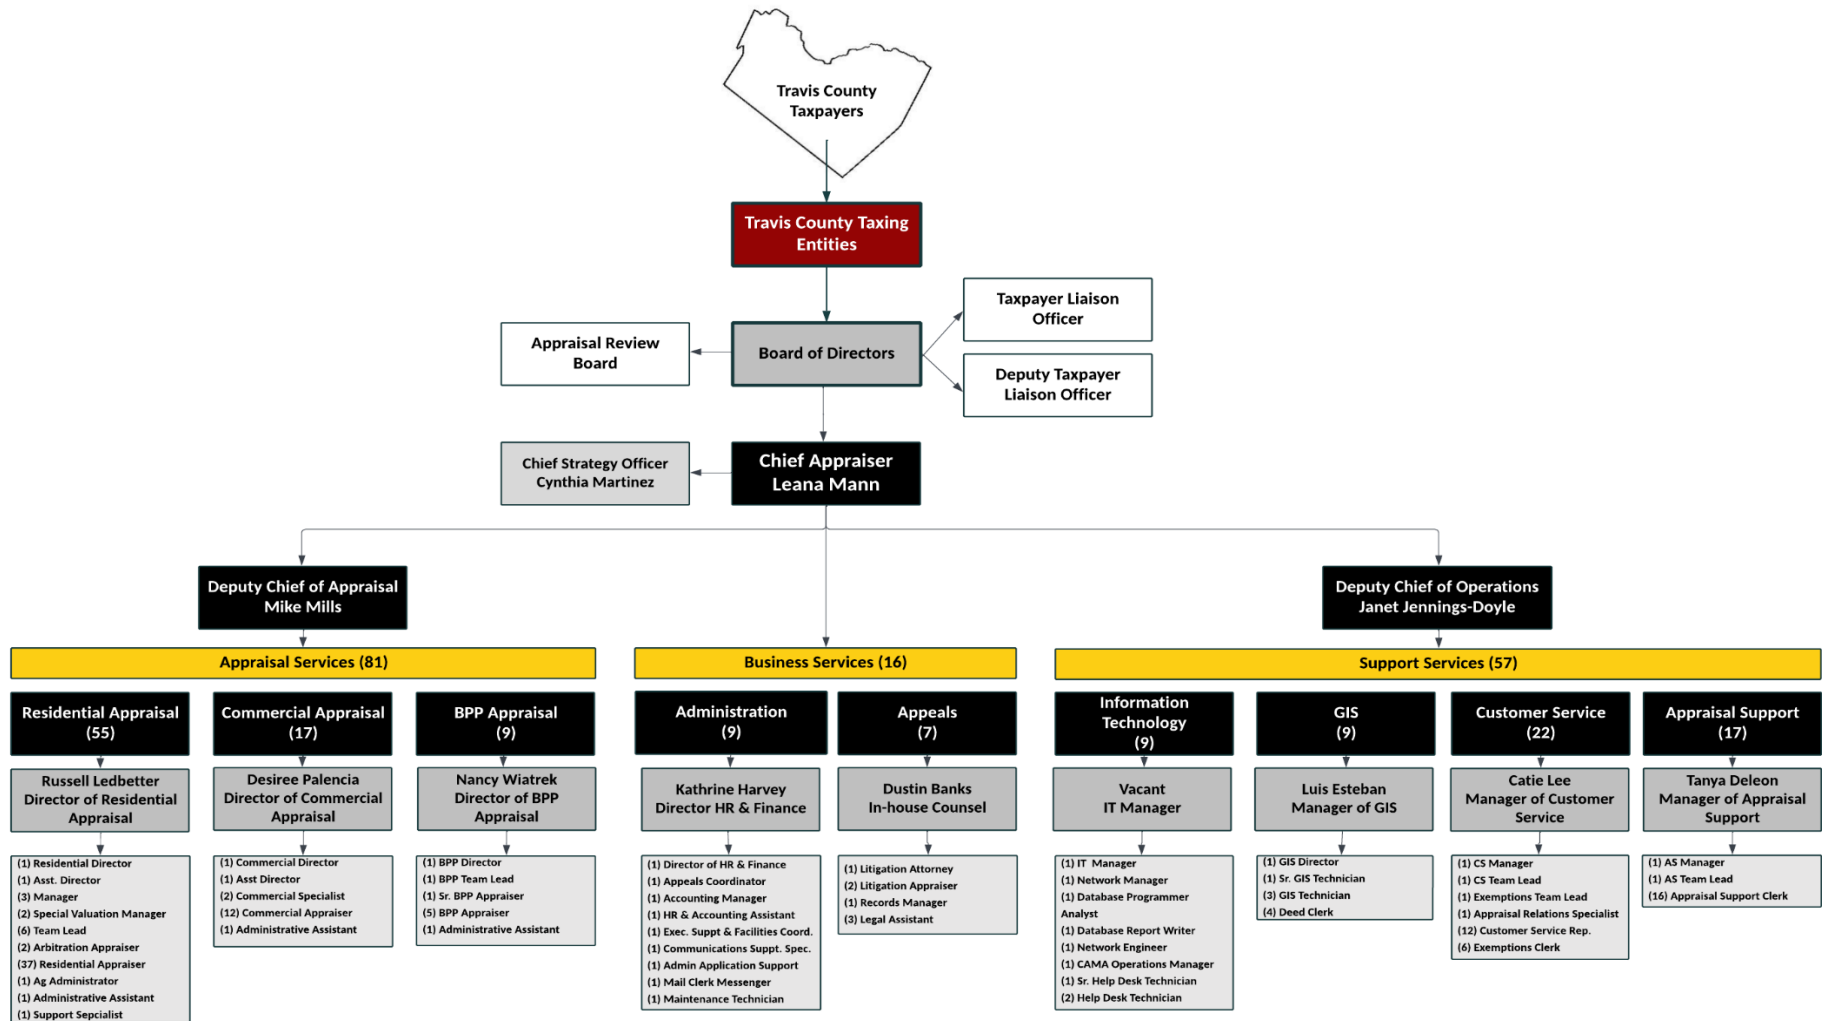 Travis County
Taxpayers
Travis County Taxing
Entities
Taxpayer Liaison
Officer
Appraisal Review
Board
Board of Directors
Deputy Taxpayer
Liaison Officer
Chief Strategy Officer
Cynthia Martinez
Chief Appraiser
Leana Mann
Deputy Chief of Appraisal
Mike Mills
Deputy Chief of Operations
Janet Jennings-Doyle
Appraisal Services (81)
Business Services (16)
Support Services (57)
Residential Appraisal
(55)
Russell Ledbetter
Director of Residential
Appraisal
(1) Residential Director
(1) Asst. Director
(3) Manager
(2) Special Valuation Manager
(6) Team Lead
(2) Arbitration Appraiser
(37) Residential Appraiser
(1) Ag Administrator
(1) Administrative Assistant
(1) Support Sepcialist
Commercial Appraisal
(17)
Desiree Palencia
Director of Commercial
Appraisal
(1) Commercial Director
(1) Asst Director
(2) Commercial Specialist
(12) Commercial Appraiser
(1) Administrative Assistant
BPP Appraisal
(9)
Nancy Wiatrek
Director of BPP
Appraisal
(1) BPP Director
(1) BPP Team Lead
(1) Sr. BPP Appraiser
(5) BPP Appraiser
(1) Administrative Assistant
Administration
(9)
Kathrine Harvey
Director HR & Finance
(1) Director of HR & Finance
(1) Appeals Coordinator
(1) Accounting Manager
(1) HR & Accounting Assistant
(1) Exec. Suppt & Facilities Coord.
(1) Communications Suppt. Spec.
(1) Admin Application Support
(1) Mail Clerk Messenger
(1) Maintenance Technician
Appeals
(7)
Dustin Banks
In-house Counsel
(1) Litigation Attorney
(2) Litigation Appraiser
(1) Records Manager
(3) Legal Assistant
Information
Technology
(9)
Vacant
IT Manager
(1) IT Manager
(1) Network Manager
(1) Database Programmer
Analyst
(1) Database Report Writer
(1) Network Engineer
(1) CAMA Operations Manager
(1) Sr. Help Desk Technician
(2) Help Desk Technician
GIS
(9)
Luis Esteban
Manager of GIS
(1) GIS Director
(1) Sr. GIS Technician
(3) GIS Technician
(4) Deed Clerk
Customer Service
(22)
Catie Lee
Manager of Customer
Service
(1) CS Manager
(1) CS Team Lead
(1) Exemptions Team Lead
(1) Appraisal Relations Specialist
(12) Customer Service Rep.
(6) Exemptions Clerk
Appraisal Support
(17)
Tanya Deleon
Manager of Appraisal
Support
(1) AS Manager
(1) AS Team Lead
(16) Appraisal Support Clerk